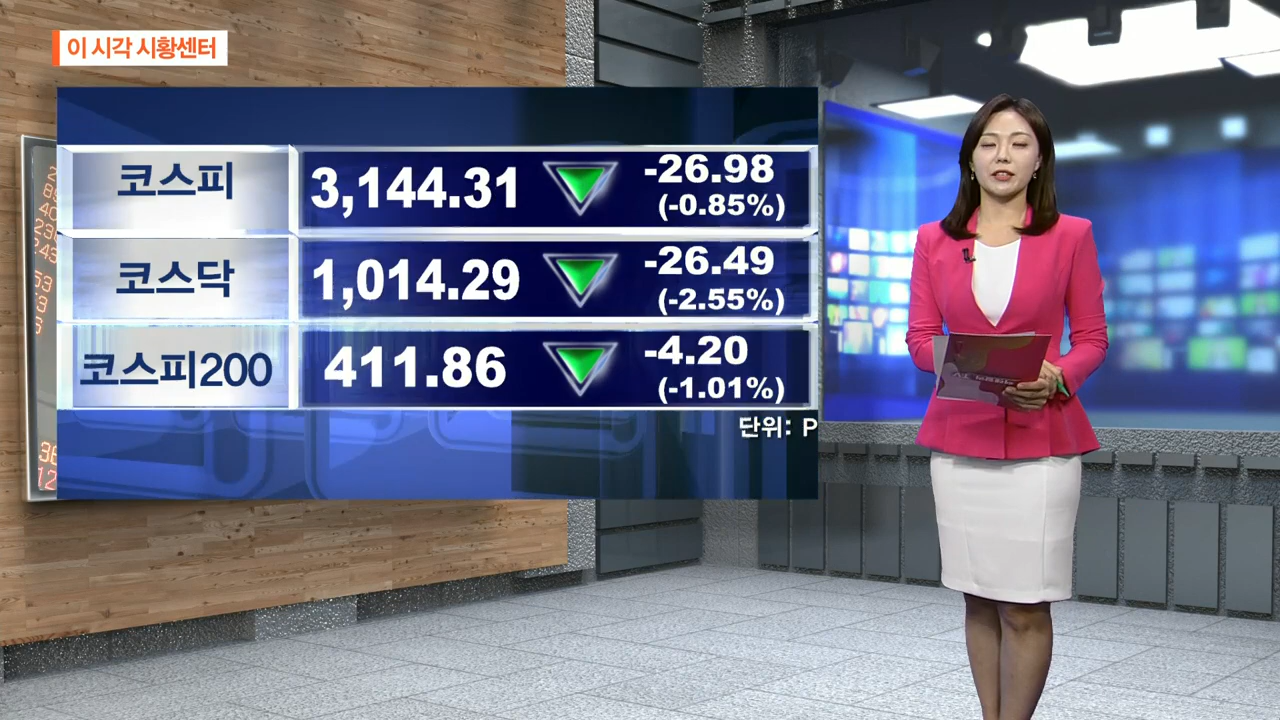 이 시각 시황센터
코스피 3,144.31 ▼ -26.98
(-0.85%)
코스닥 1,014.29 ▼ -26.49
(-2.55%)
코스피200 411.86 ▼ -4.20
(-1.01%)
단위: P